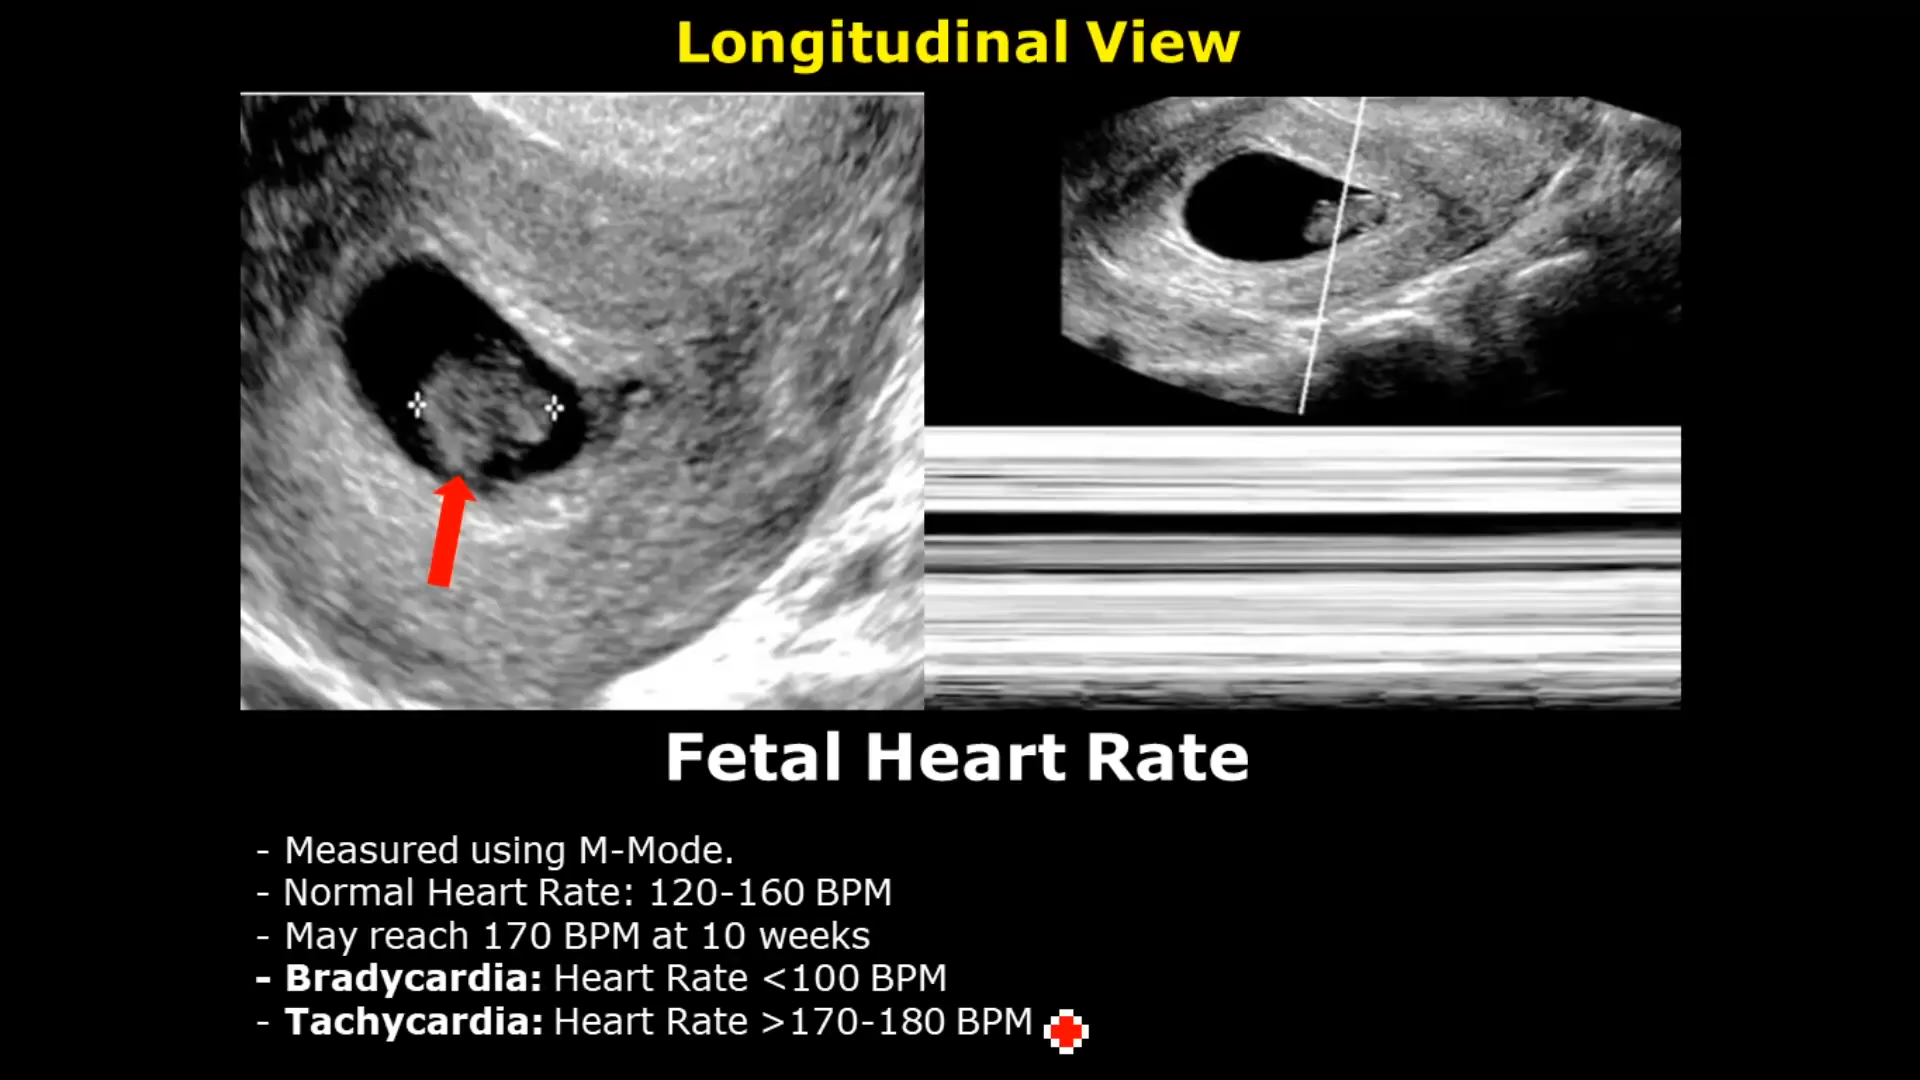 Longitudinal View
Fetal Heart Rate
- Measured using M-Mode.
- Normal Heart Rate: 120-160 BPM
- May reach 170 BPM at 10 weeks
- Bradycardia: Heart Rate <100 BPM
- Tachycardia: Heart Rate >170-180 BPM